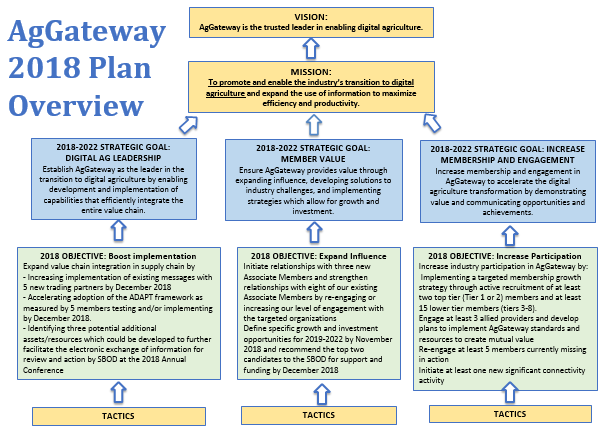 AgGateway
2018 Plan
Overview
VISION:
AgGateway is the trusted leader in enabling digital agriculture.
MISSION:
To promote and enable the industry's transition to digital
agriculture and expand the use of information to maximize
efficiency and productivity.
2018-2022 STRATEGIC GOAL:
DIGITAL AG LEADERSHIP
Establish AgGateway as the leader in the
transition to digital agriculture by enabling
development and implementation of
capabilities that efficiently integrate the
entire value chain.
2018-2022 STRATEGIC GOAL:
MEMBER VALUE
Ensure AgGateway provides value through
expanding influence, developing solutions to
industry challenges, and implementing
strategies which allow for growth and
investment.
2018-2022 STRATEGIC GOAL: INCREASE
MEMBERSHIP AND ENGAGEMENT
Increase membership and engagement in
AgGateway to accelerate the digital
agriculture transformation by demonstrating
value and communicating opportunities and
achievements.
2018 OBJECTIVE: Boost implementation
Expand value chain integration in supply chain by
- Increasing implementation of existing messages with
5 new trading partners by December 2018
- Accelerating adoption of the ADAPT framework as
measured by 5 members testing and/or implementing
by December 2018.
- Identifying three potential additional
assets/resources which could be developed to further
facilitate the electronic exchange of information for
review and action by SBOD at the 2018 Annual
Conference
2018 OBJECTIVE: Expand Influence
Initiate relationships with three new
Associate Members and strengthen
relationships with eight of our existing
Associate Members by re-engaging or
increasing our level of engagement with
the targeted organizations
Define specific growth and investment
opportunities for 2019-2022 by
November 2018 and recommend the top two
candidates to the SBOD for support and
funding by December 2018
2018 OBJECTIVE: Increase Participation
Increase industry participation in AgGateway by:
Implementing a targeted membership growth
strategy through active recruitment of at least
two top tier (Tier 1 or 2) members and at least
15 lower tier members (tiers 3-8).
Engage at least 3 allied providers and develop
plans to implement AgGateway standards and
resources to create mutual value
Re-engage at least 5 members currently missing
in action
Initiate at least one new significant connectivity
activity
TACTICS
TACTICS
TACTICS